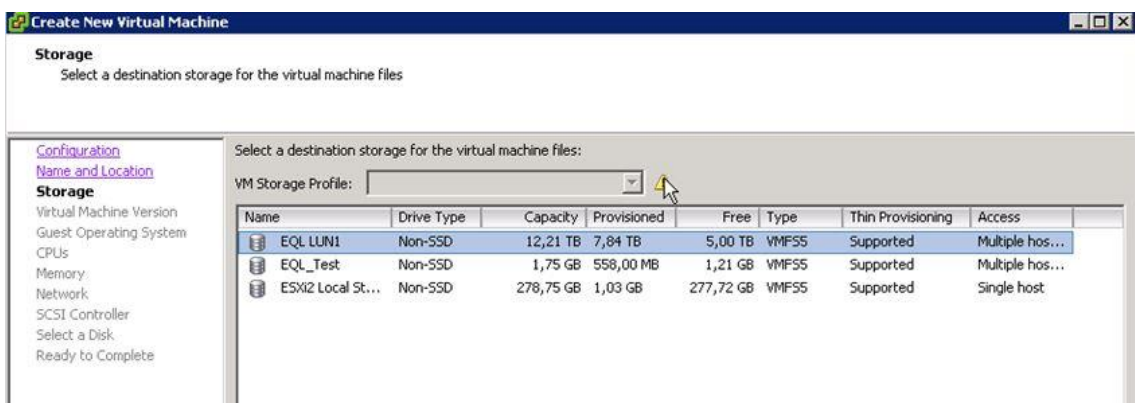 Create New Virtual Machine
Storage
Select a destination storage for the virtual machine files
Configuration
Name and Location
Storage
Virtual Machine Version
Guest Operating System
CPUs
Memory
Network
SCSI Controller
Select a Disk
Ready to Complete
Select a destination storage for the virtual machine files:
VM Storage Profile:
Name Drive Type Capacity Provisioned Free Type Thin Provisioning Access
EQL LUN1 Non-SSD 12,21 TB 7,84 TB 5,00 TB VMFS5 Supported Multiple hos...
EQL_Test Non-SSD 1,75 GB 558,00 MB 1,21 GB VMFS5 Supported Multiple hos...
ESXi2 Local St... Non-SSD 278,75 GB 1,03 GB 277,72 GB VMFS5 Supported Single host